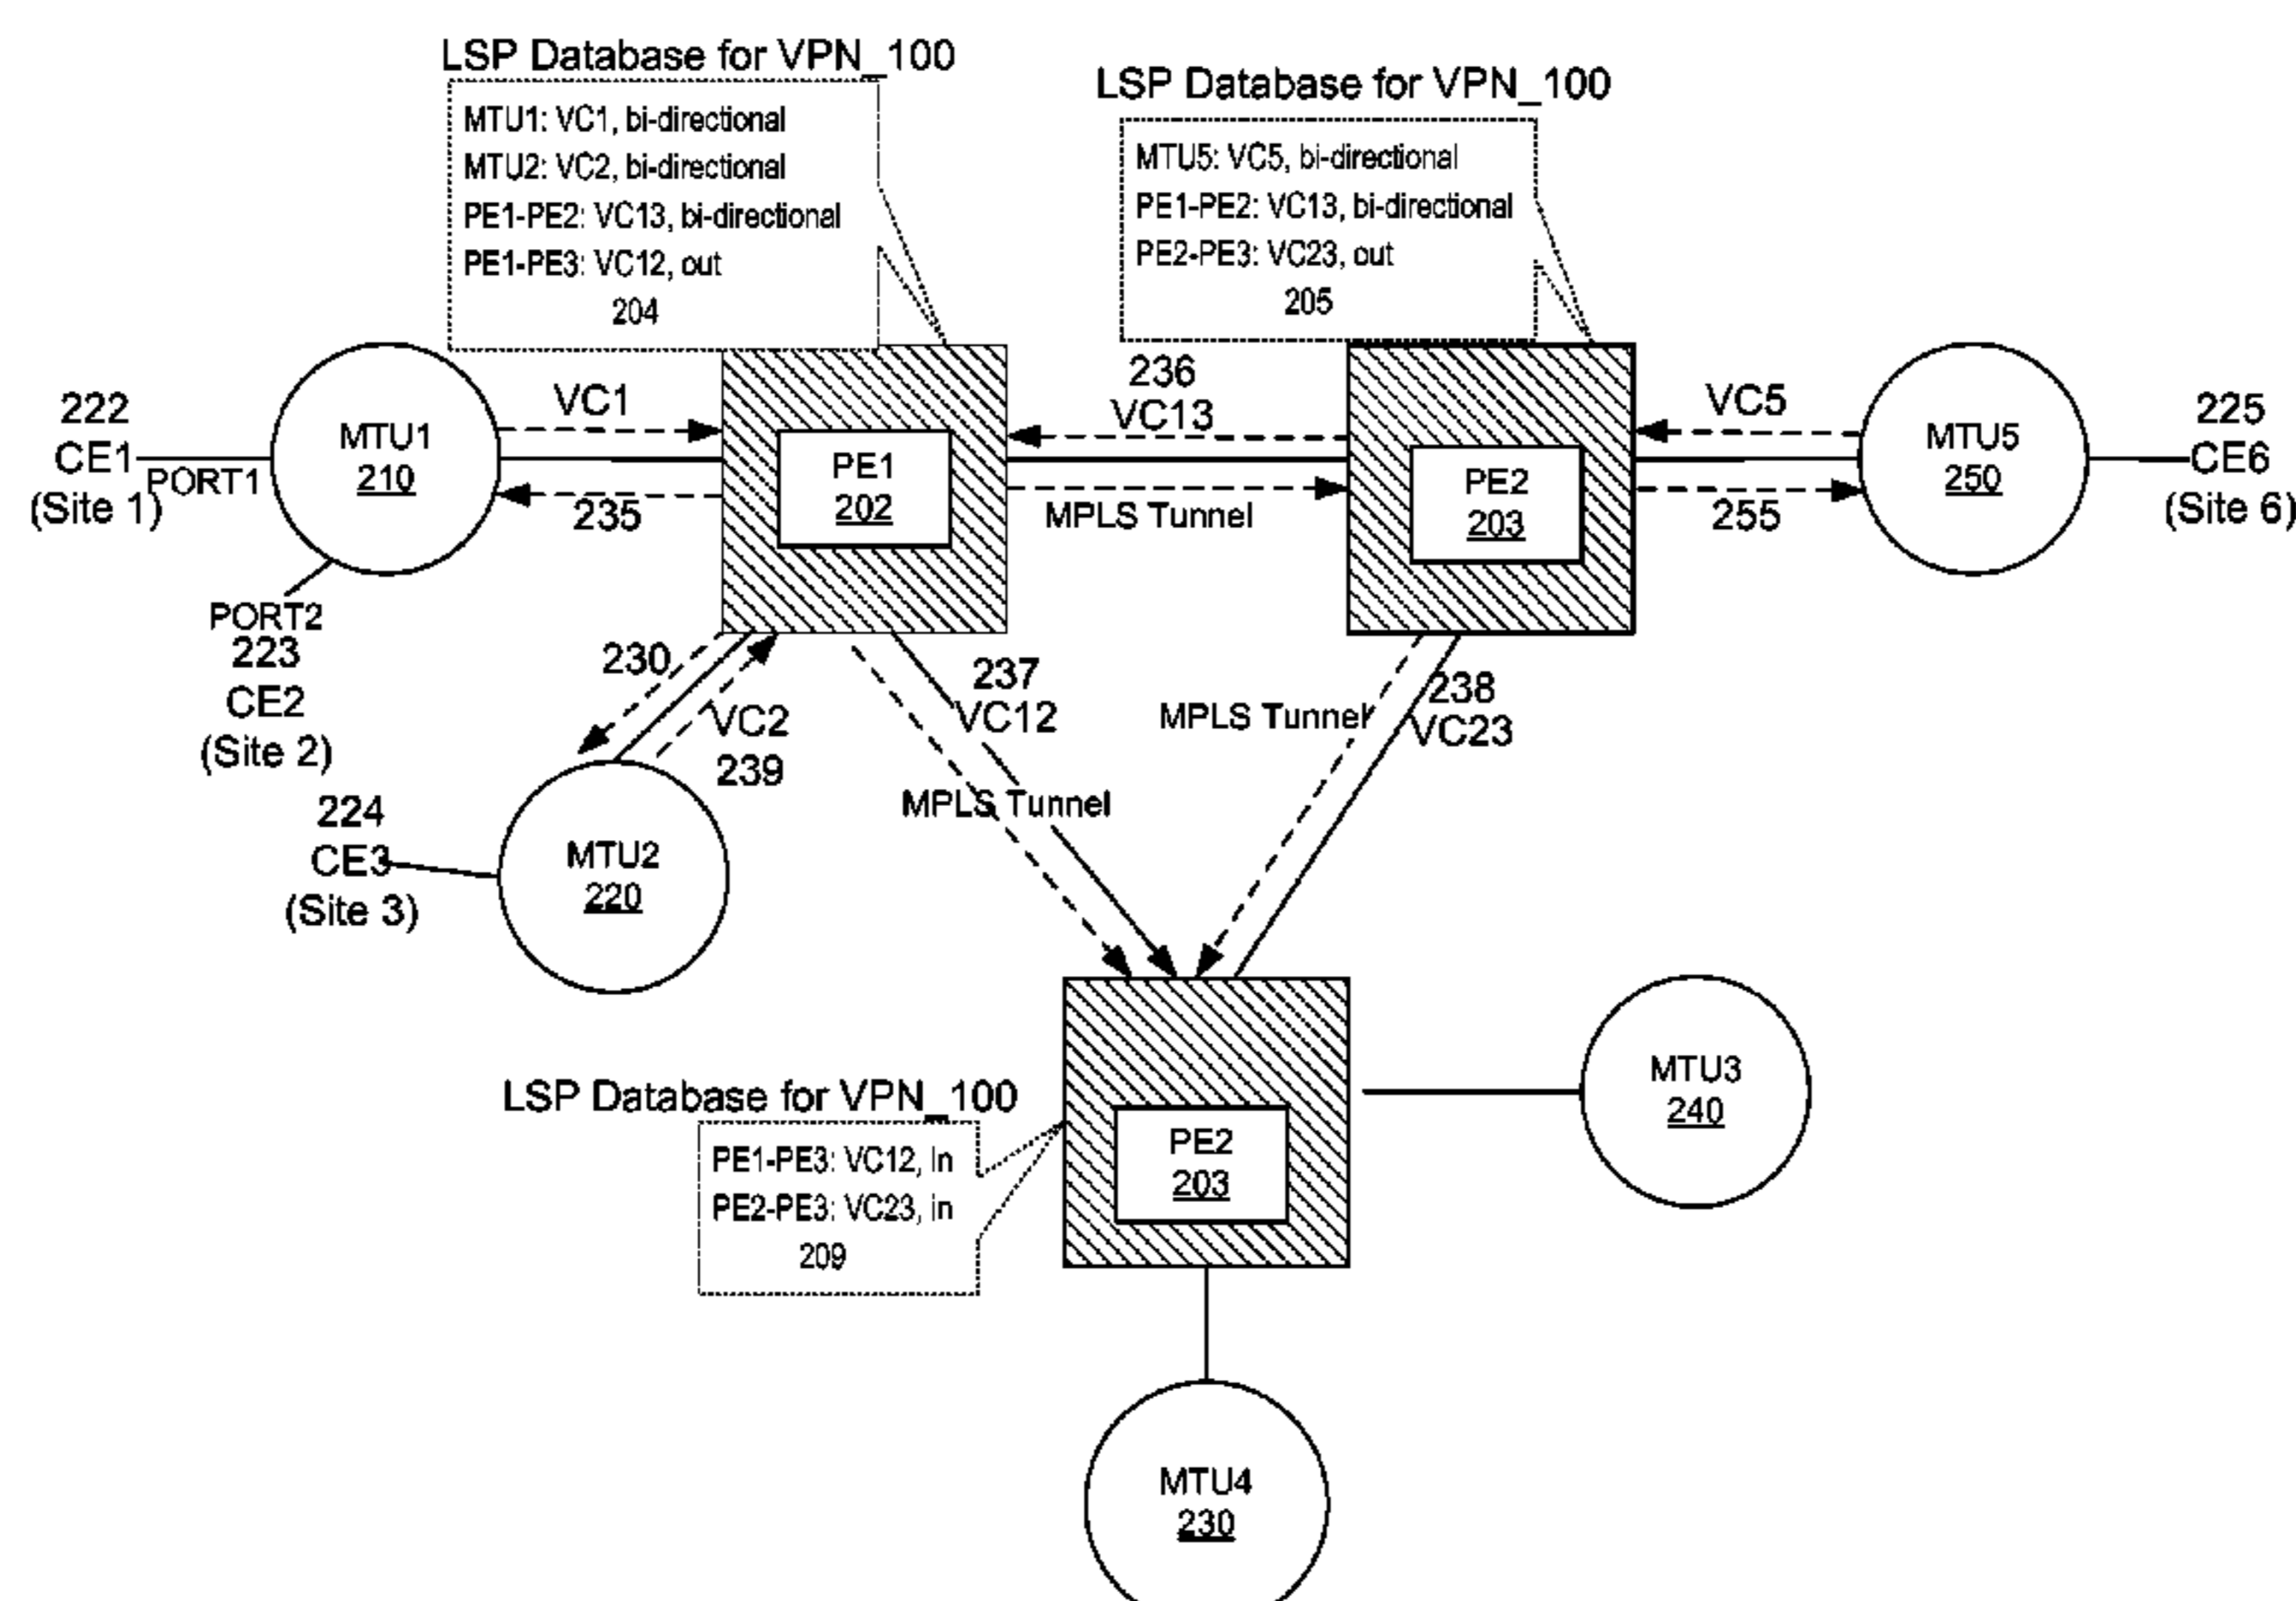 LSP Database for VPN_100
MTU1: VC1, bi-directional
MTU2: VC2, bi-directional
PE1-PE2: VC13, bi-directional
PE1-PE3: VC12, out
204
LSP Database for VPN_100
MTU5: VC5, bi-directional
PE1-PE2: VC13, bi-directional
PE2-PE3: VC23, out
205
222
CE1
(Site 1)
PORT1
MTU1
210
VC1
235
PE1
202
236
VC13
MPLS Tunnel
PE2
203
VC5
255
MTU5
250
225
CE6
(Site 6)
PORT2
223
CE2
(Site 2)
230
VC2
239
237
VC12
MPLS Tunnel
MPLS Tunnel
238
VC23
224
CE3
(Site 3)
MTU2
220
LSP Database for VPN_100
PE1-PE3: VC12, In
PE2-PE3: VC23, in
209
PE2
203
MTU3
240
MTU4
230